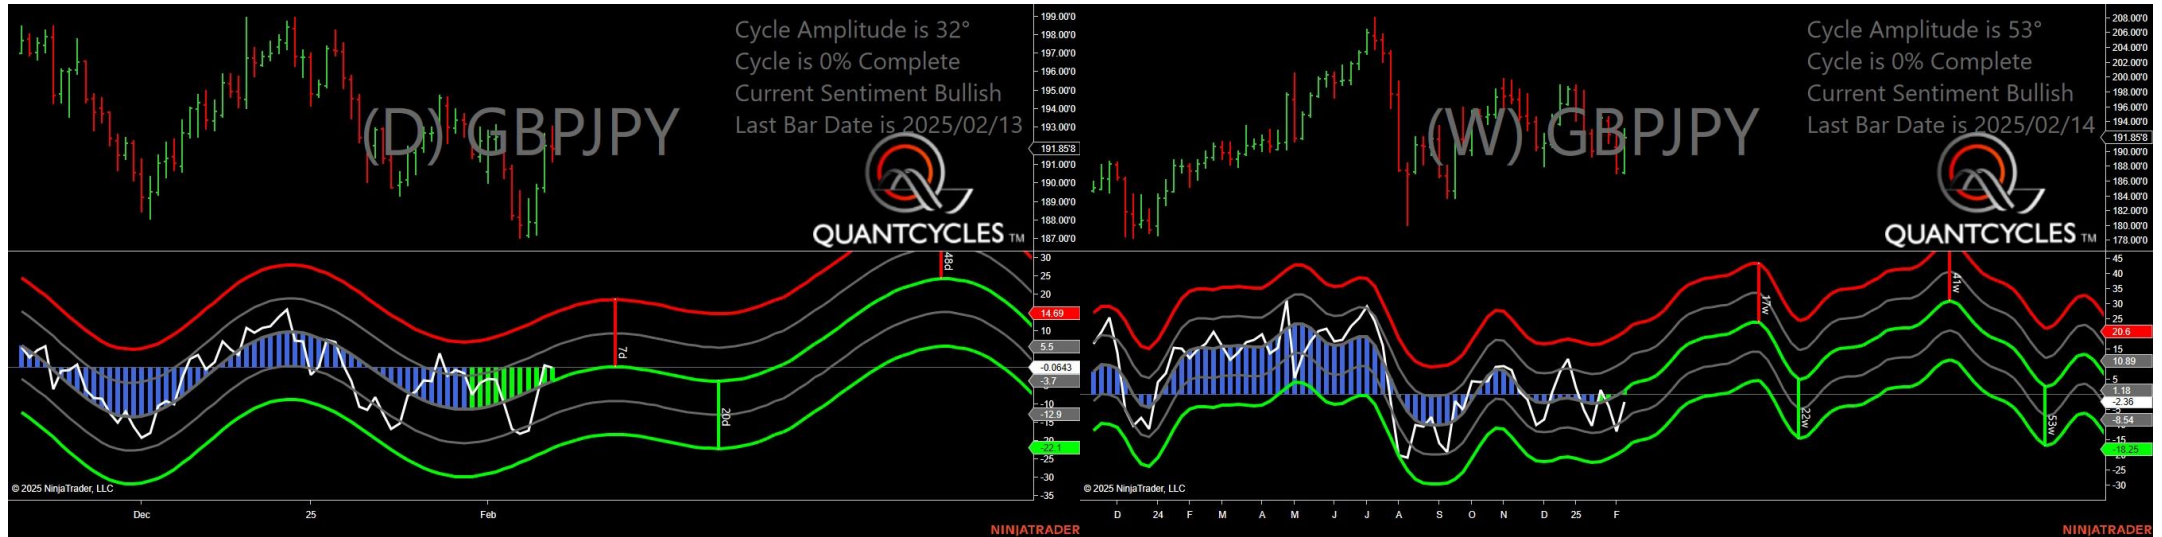 Cycle Amplitude is 32°
Cycle is 0% Complete
Current Sentiment Bullish
Last Bar Date is 2025/02/13
(D) GBPJPY
QUANTCYCLES TM
199.00'0
198.00'0
197.00'0
196.00'0
195.00'0
194.00'0
193.00'0
191.85'8
191.00'0
190.00'0
189.00'0
188.00'0
187.00'0
30
25
20
14.69
10
5.5
-0.0643
-3.7
-10
-12.9
-15
-22.1
-25
-30
-35
48d
7d
20d
© 2025 NinjaTrader, LLC
Dec
25
Feb
NINJATRADER
Cycle Amplitude is 53°
Cycle is 0% Complete
Current Sentiment Bullish
Last Bar Date is 2025/02/14
(W) GBPJPY
QUANTCYCLES TM
208.00'0
206.00'0
204.00'0
202.00'0
200.00'0
198.00'0
196.00'0
194.00'0
191.85'8
190.00'0
188.00'0
186.00'0
184.00'0
182.00'0
180.00'0
178.00'0
45
40
35
30
25
20.6
15
10.89
5
1.18
-2.36
-5
-8.54
-15
-18.25
-25
-30
17w
41w
22w
53w
© 2025 NinjaTrader, LLC
D 24 F M A M J J A S O N D 25 F
NINJATRADER